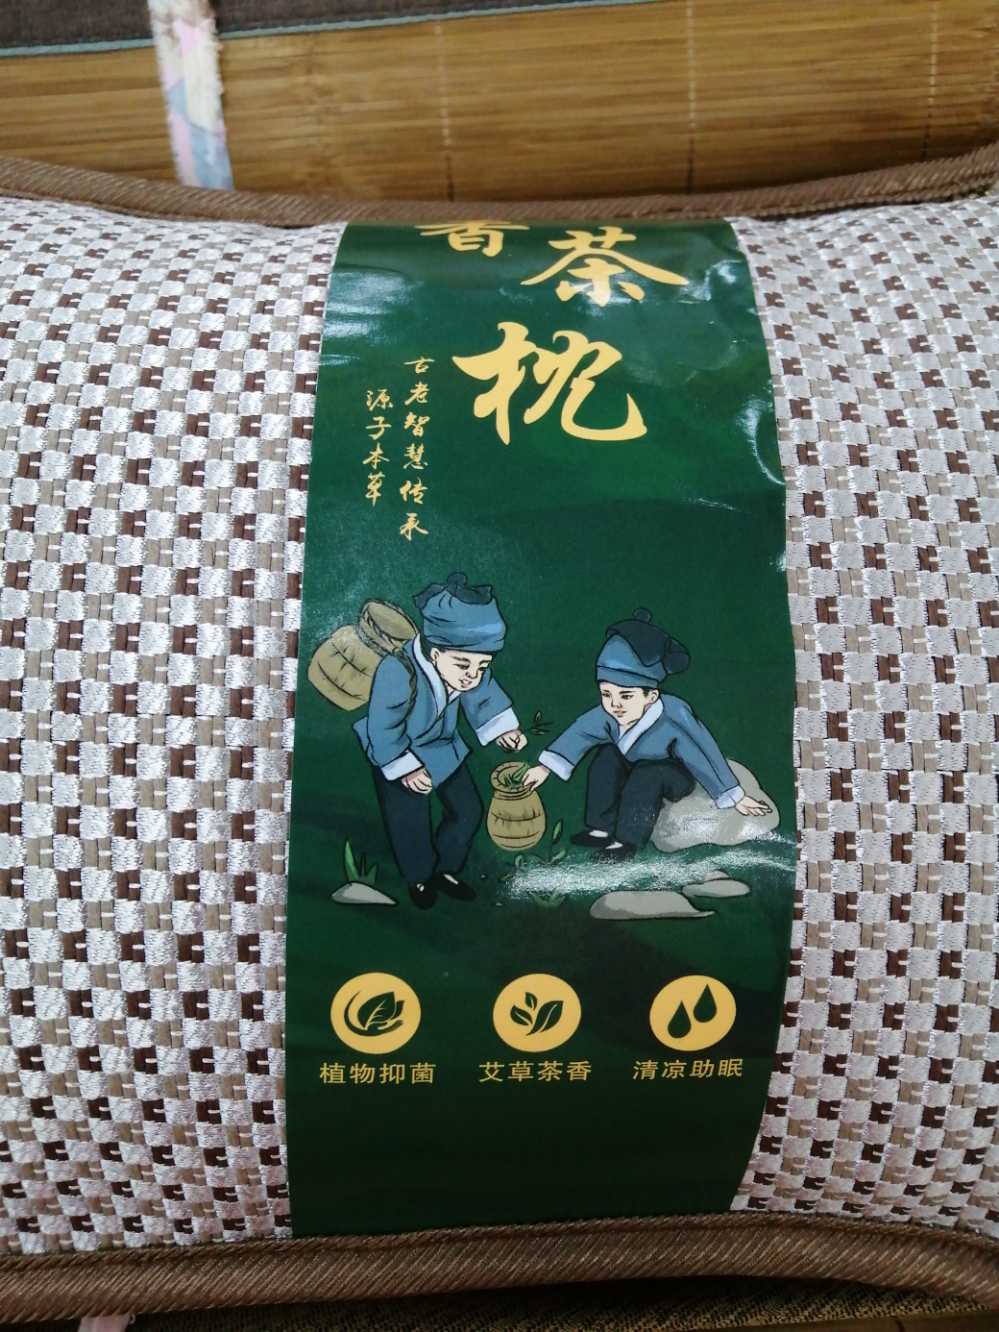 香茶
枕
古老智慧传承
源于本草
植物抑菌
艾草茶香
清凉助眠